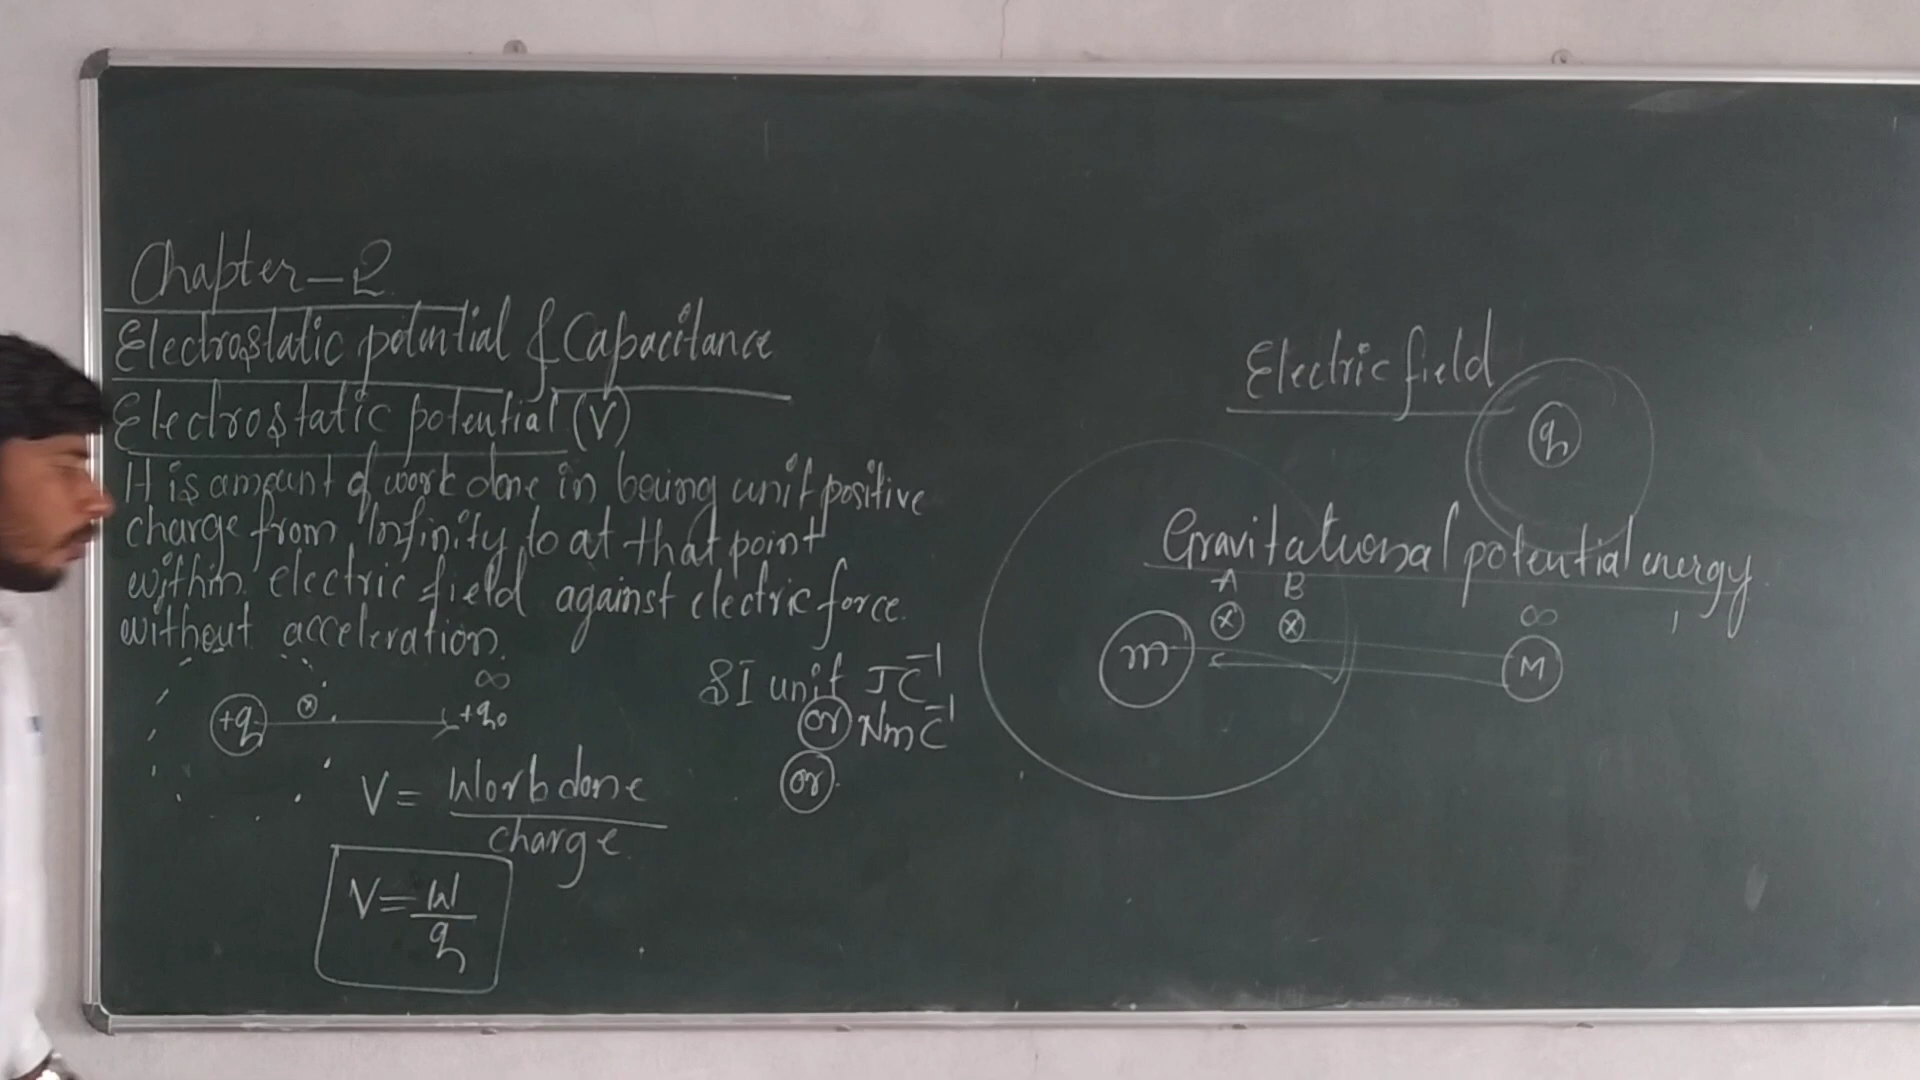 Chapter-2
Electrostatic potential & Capacitance
Electrostatic potential (V)
It is amount of work done in being unit positive
charge from Infinity to at that point
within electric field against electric force
without acceleration.
+q ⊗ ∞ +q₀
SI unit JC⁻¹
or NmC⁻¹
or
V = Work done / charge
V = W/q
Electric field
q
Gravitational potential energy
A B
m ⊗ ⊗ ∞ M